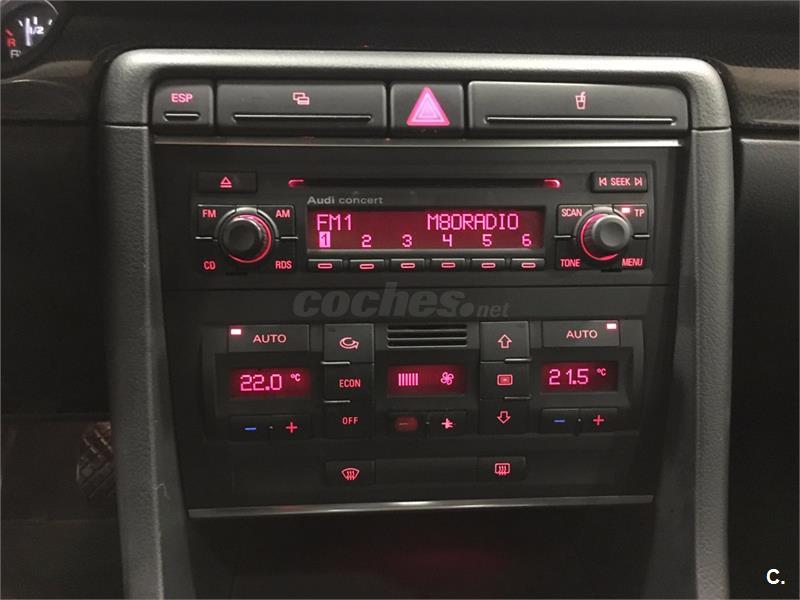 1/2
R
R
ESP
Audi concert
SEEK
FM AM
FM1 M80RADIO
1 2 3 4 5 6
SCAN TP
CD RDS
TONE MENU
coches.net
AUTO AUTO
22.0 °C
ECON
21.5 °C
OFF
- +
- +
C.